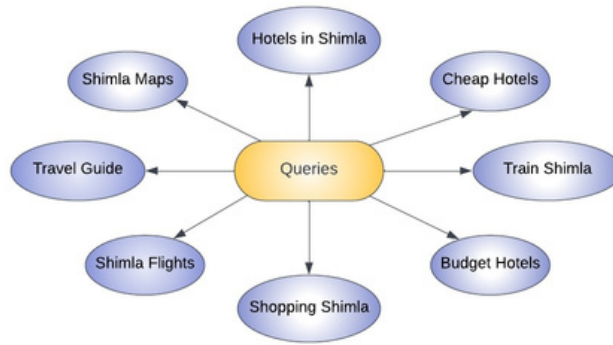 Hotels in Shimla
Shimla Maps
Cheap Hotels
Travel Guide
Queries
Train Shimla
Shimla Flights
Budget Hotels
Shopping Shimla